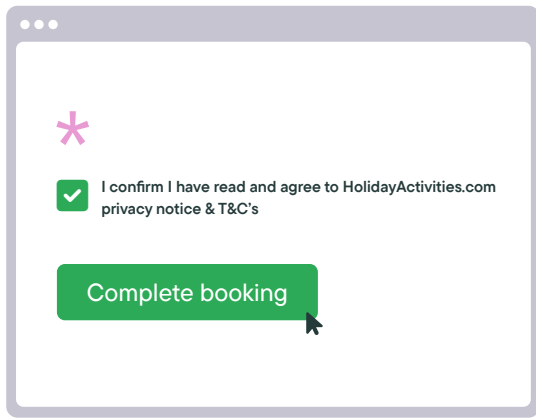 *
I confirm I have read and agree to HolidayActivities.com
privacy notice & T&C's
Complete booking